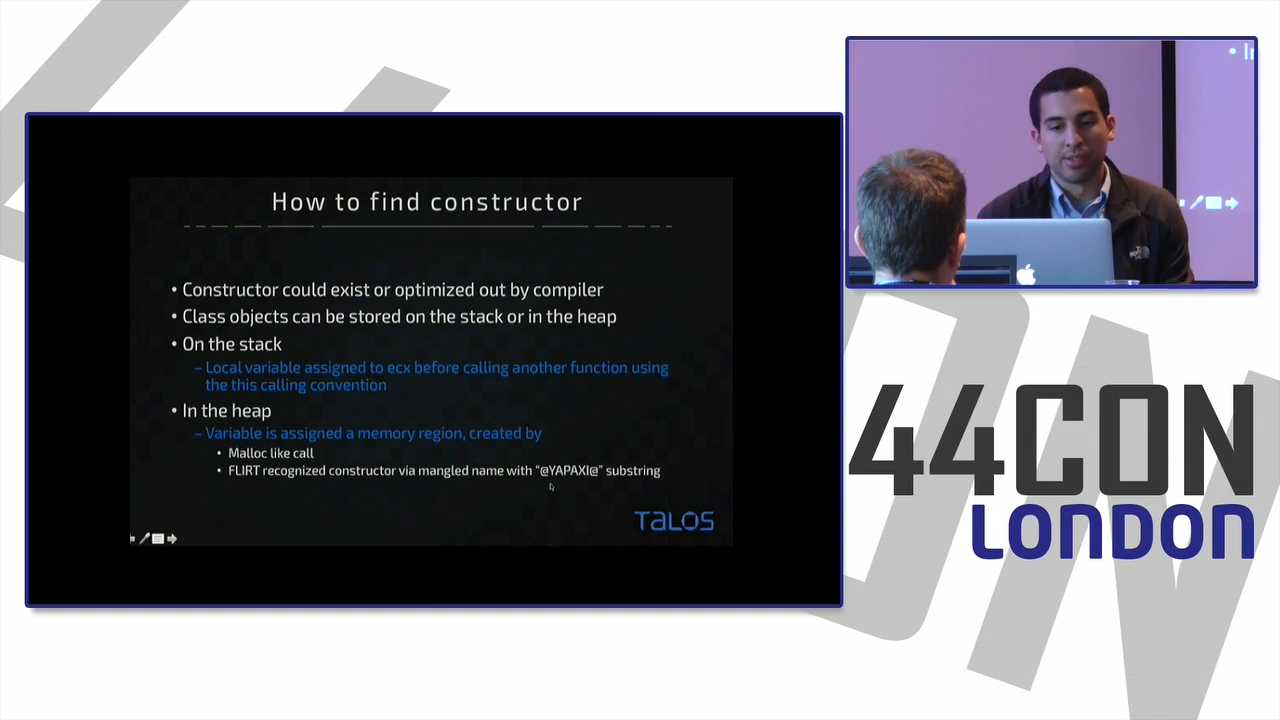 How to find constructor
• Constructor could exist or optimized out by compiler
• Class objects can be stored on the stack or in the heap
• On the stack
– Local variable assigned to ecx before calling another function using
the this calling convention
• In the heap
– Variable is assigned a memory region, created by
• Malloc like call
• FLIRT recognized constructor via mangled name with "@YAPAXI@" substring
TALOS
44CON
LONDON